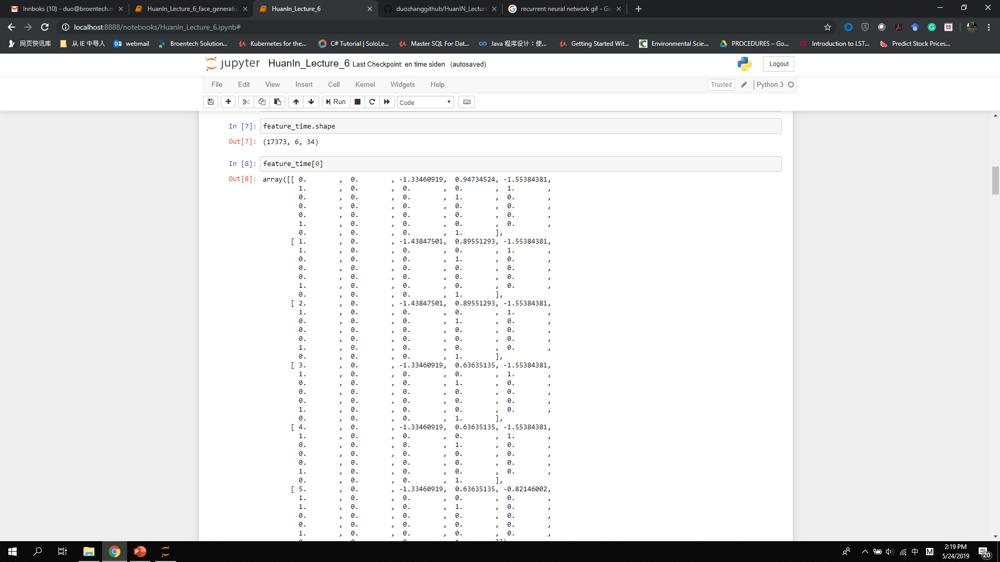 Innboks (10) - duo@broentech.n
HuanIn_Lecture_6_face_generatic
HuanIn_Lecture_6
duozhanggithub/HuanIN_Lecture
recurrent neural network gif - Go
localhost:8888/notebooks/HuanIn_Lecture_6.ipynb#
网页快讯库
从 IE 中导入
webmail
Broentech Solution...
Kubernetes for the...
C# Tutorial | SoloLe...
Master SQL For Dat...
Java 程序设计：使...
Getting Started Wit...
Environmental Scie...
PROCEDURES – Go...
Introduction to LST...
Predict Stock Prices...
jupyter HuanIn_Lecture_6 Last Checkpoint: en time siden (autosaved)
Logout
File Edit View Insert Cell Kernel Widgets Help
Trusted Python 3
Run Code
In [7]: feature_time.shape
Out[7]: (17373, 6, 34)
In [8]: feature_time[0]
Out[8]: array([[ 0. , 0. , -1.33460919, 0.94734524, -1.55384381,
1. , 0. , 0. , 0. , 1. ,
0. , 0. , 0. , 1. , 0. ,
0. , 0. , 0. , 0. , 0. ,
0. , 0. , 0. , 0. , 0. ,
1. , 0. , 0. , 0. , 0. ,
0. , 0. , 0. , 1. ],
[ 1. , 0. , -1.43847501, 0.89551293, -1.55384381,
1. , 0. , 0. , 0. , 1. ,
0. , 0. , 0. , 1. , 0. ,
0. , 0. , 0. , 0. , 0. ,
0. , 0. , 0. , 0. , 0. ,
1. , 0. , 0. , 0. , 0. ,
0. , 0. , 0. , 1. ],
[ 2. , 0. , -1.43847501, 0.89551293, -1.55384381,
1. , 0. , 0. , 0. , 1. ,
0. , 0. , 0. , 1. , 0. ,
0. , 0. , 0. , 0. , 0. ,
0. , 0. , 0. , 0. , 0. ,
1. , 0. , 0. , 0. , 0. ,
0. , 0. , 0. , 1. ],
[ 3. , 0. , -1.33460919, 0.63635135, -1.55384381,
1. , 0. , 0. , 0. , 1. ,
0. , 0. , 0. , 1. , 0. ,
0. , 0. , 0. , 0. , 0. ,
0. , 0. , 0. , 0. , 0. ,
1. , 0. , 0. , 0. , 0. ,
0. , 0. , 0. , 1. ],
[ 4. , 0. , -1.33460919, 0.63635135, -1.55384381,
1. , 0. , 0. , 0. , 1. ,
0. , 0. , 0. , 1. , 0. ,
0. , 0. , 0. , 0. , 0. ,
0. , 0. , 0. , 0. , 0. ,
1. , 0. , 0. , 0. , 0. ,
0. , 0. , 0. , 1. ],
[ 5. , 0. , -1.33460919, 0.63635135, -0.82146002,
1. , 0. , 0. , 0. , 0. ,
1. , 0. , 0. , 1. , 0. ,
0. , 0. , 0. , 0. , 0. ,
0. , 0. , 0. , 0. , 0. ,
1. , 0. , 0. , 0. , 0. ,
中 M
2:19 PM
5/24/2019
20